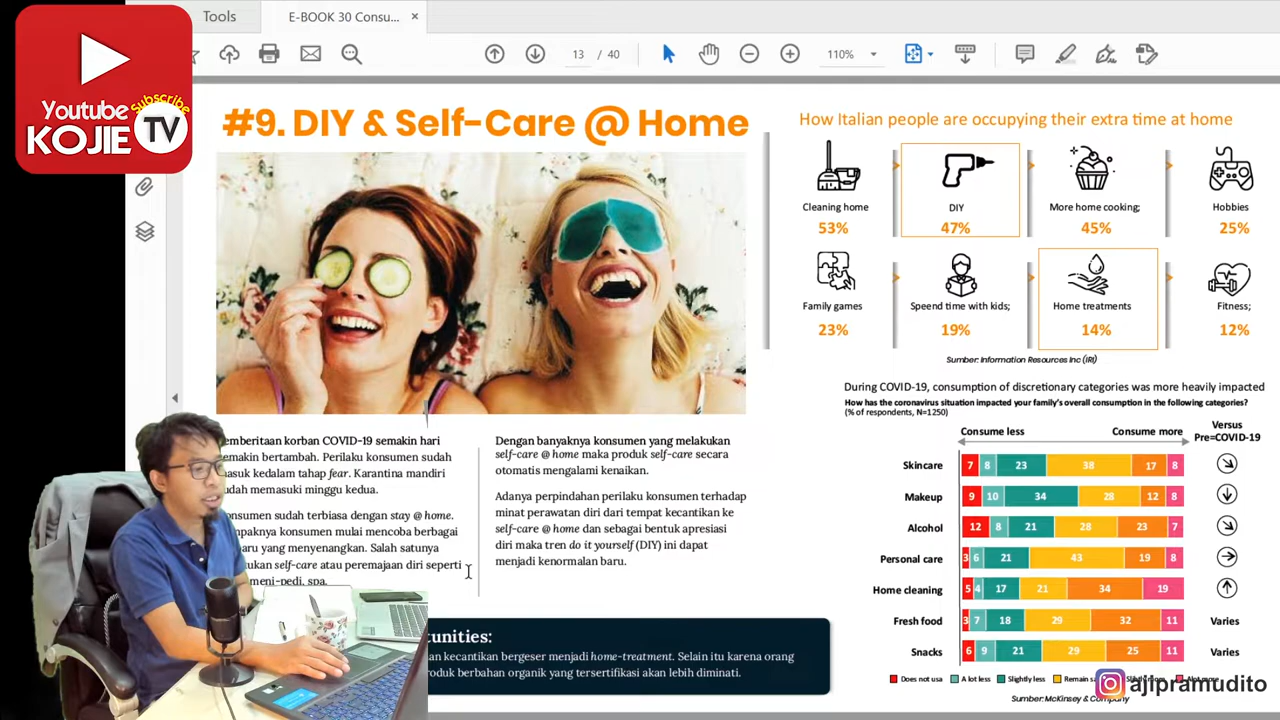 Tools
E-BOOK 30 Consu...
×
13 / 40
110%
Youtube
Subscribe
KOJIE TV
#9. DIY & Self-Care @ Home
How Italian people are occupying their extra time at home
Cleaning home
DIY
More home cooking;
Hobbies
53%
47%
45%
25%
Family games
Speend time with kids;
Home treatments
Fitness;
23%
19%
14%
12%
Sumber: Information Resources Inc (IRI)
emberitaan korban COVID-19 semakin hari
emakin bertambah. Perilaku konsumen sudah
asuk kedalam tahap fear. Karantina mandiri
udah memasuki minggu kedua.
onsumen sudah terbiasa dengan stay @ home.
mpaknya konsumen mulai mencoba berbagai
baru yang menyenangkan. Salah satunya
kukan self-care atau peremajaan diri seperti
meni-pedi, spa.
Dengan banyaknya konsumen yang melakukan
self-care @ home maka produk self-care secara
otomatis mengalami kenaikan.
Adanya perpindahan perilaku konsumen terhadap
minat perawatan diri dari tempat kecantikan ke
self-care @ home dan sebagai bentuk apresiasi
diri maka tren do it yourself (DIY) ini dapat
menjadi kenormalan baru.
tunities:
an kecantikan bergeser menjadi home-treatment. Selain itu karena orang
roduk berbahan organik yang tersertifikasi akan lebih diminati.
During COVID-19, consumption of discretionary categories was more heavily impacted
How has the coronavirus situation impacted your family's overall consumption in the following categories?
(% of respondents, N=1250)
Consume less
Consume more
Versus
Pre=COVID-19
Skincare 7 8 23 38 17 8
Makeup 9 10 34 28 12 8
Alcohol 12 8 21 28 23 7
Personal care 3 6 21 43 19 8
Home cleaning 5 4 17 21 34 19
Fresh food 3 7 18 29 32 11 Varies
Snacks 6 9 21 29 25 11 Varies
Does not usa
A lot less
Slightly less
Remain sa
Sumber: McKinsey & Company
ajipramudito